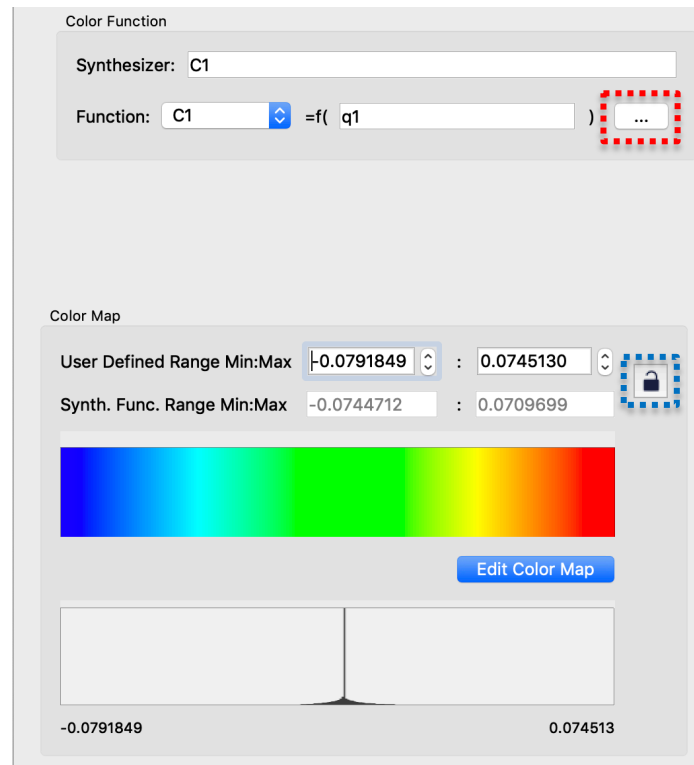 Color Function
Synthesizer: C1
Function: C1 =f( q1 ) ...
Color Map
User Defined Range Min:Max -0.0791849 : 0.0745130
Synth. Func. Range Min:Max -0.0744712 : 0.0709699
Edit Color Map
-0.0791849 0.074513